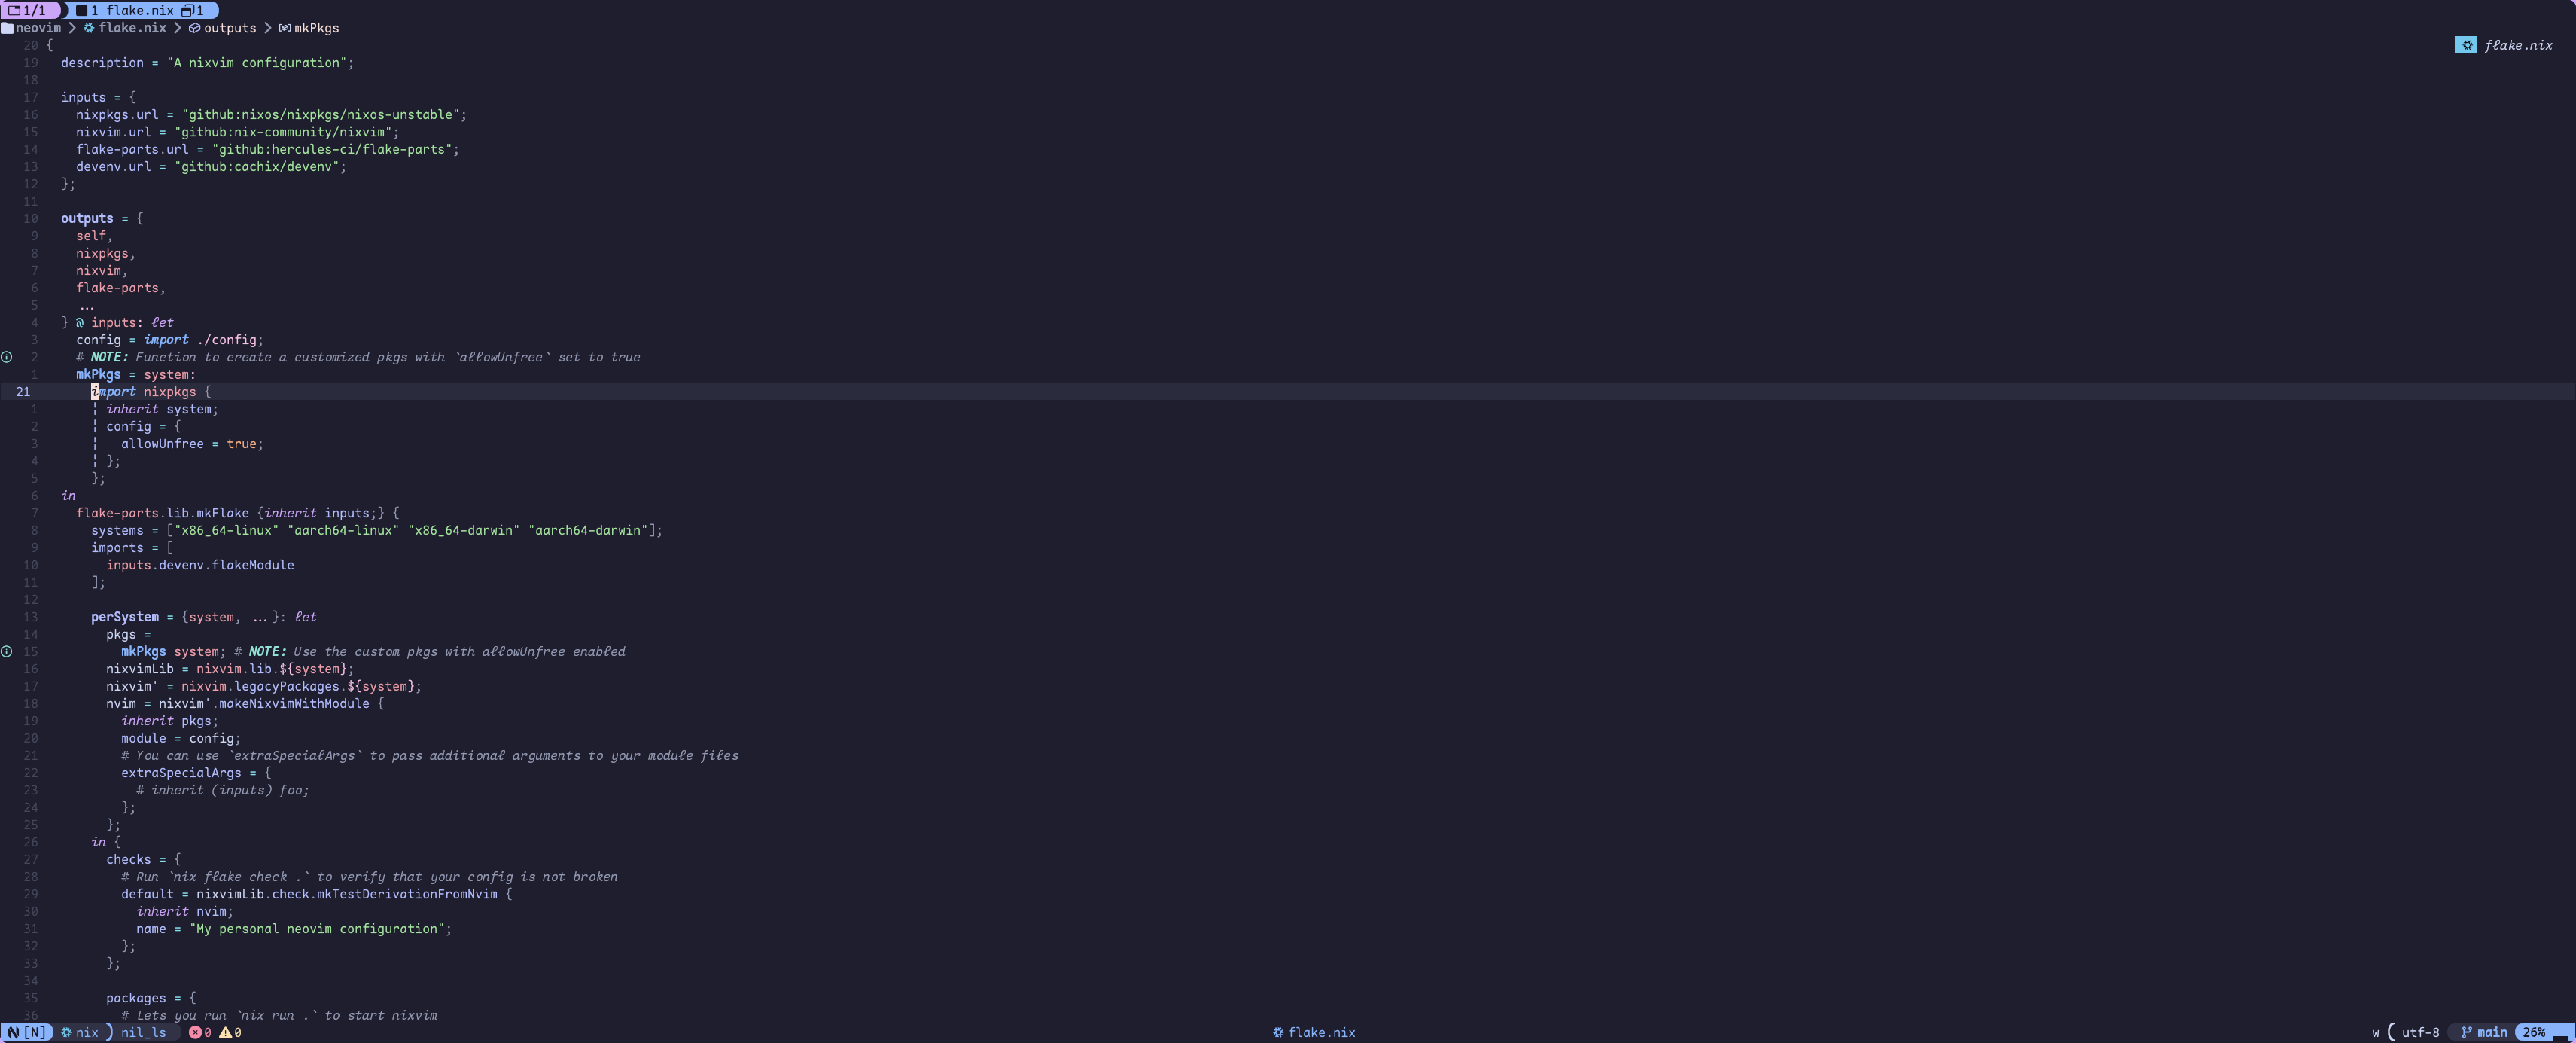 1/1 1 flake.nix 1
neovim > flake.nix > outputs > mkPkgs
20 {
flake.nix
19 description = "A nixvim configuration";
18
17 inputs = {
16 nixpkgs.url = "github:nixos/nixpkgs/nixos-unstable";
15 nixvim.url = "github:nix-community/nixvim";
14 flake-parts.url = "github:hercules-ci/flake-parts";
13 devenv.url = "github:cachix/devenv";
12 };
11
10 outputs = {
9 self,
8 nixpkgs,
7 nixvim,
6 flake-parts,
5 ...
4 } @ inputs: let
3 config = import ./config;
2 # NOTE: Function to create a customized pkgs with `allowUnfree` set to true
1 mkPkgs = system:
21 import nixpkgs {
1 inherit system;
2 config = {
3 allowUnfree = true;
4 };
5 };
6 in
7 flake-parts.lib.mkFlake {inherit inputs;} {
8 systems = ["x86_64-linux" "aarch64-linux" "x86_64-darwin" "aarch64-darwin"];
9 imports = [
10 inputs.devenv.flakeModule
11 ];
12
13 perSystem = {system, ...}: let
14 pkgs =
15 mkPkgs system; # NOTE: Use the custom pkgs with allowUnfree enabled
16 nixvimLib = nixvim.lib.${system};
17 nixvim' = nixvim.legacyPackages.${system};
18 nvim = nixvim'.makeNixvimWithModule {
19 inherit pkgs;
20 module = config;
21 # You can use `extraSpecialArgs` to pass additional arguments to your module files
22 extraSpecialArgs = {
23 # inherit (inputs) foo;
24 };
25 };
26 in {
27 checks = {
28 # Run `nix flake check .` to verify that your config is not broken
29 default = nixvimLib.check.mkTestDerivationFromNvim {
30 inherit nvim;
31 name = "My personal neovim configuration";
32 };
33 };
34
35 packages = {
36 # Lets you run `nix run .` to start nixvim
[N] nix nil_ls 0 0 flake.nix w utf-8 main 26%